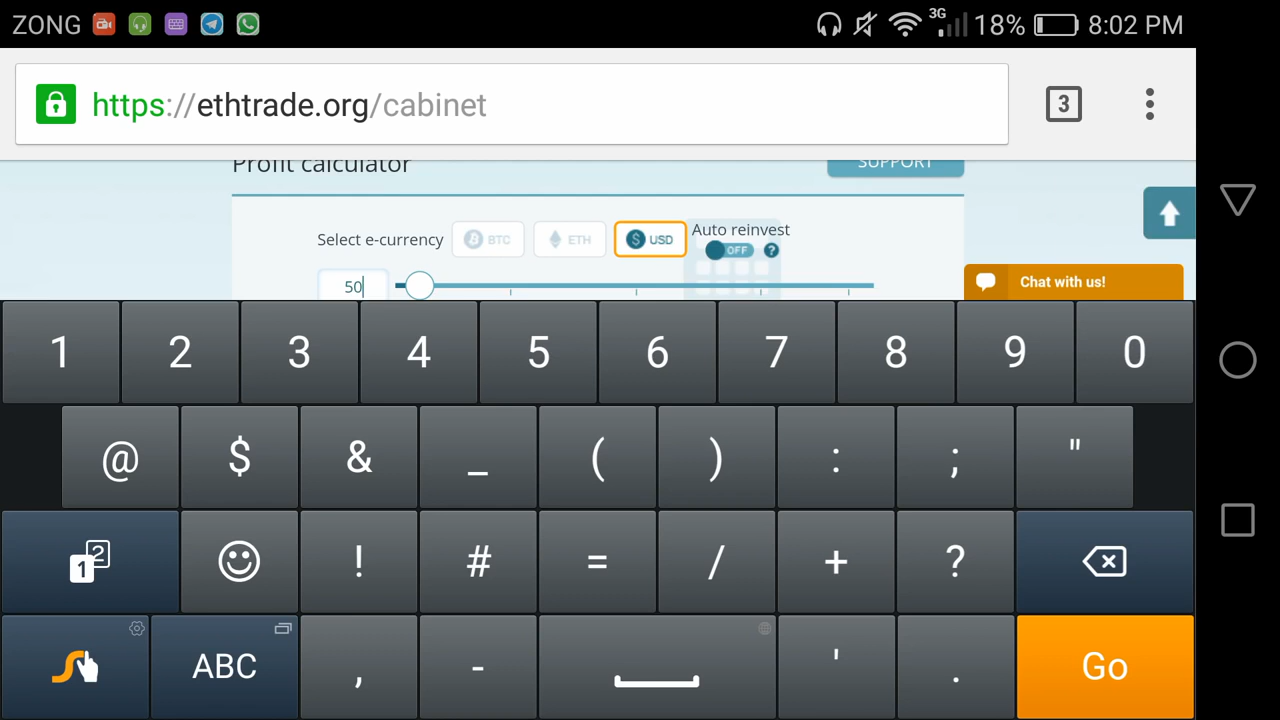 ZONG 3G 18% 8:02 PM
https://ethtrade.org/cabinet 3
Profit calculator SUPPORT
Select e-currency BTC ETH USD Auto reinvest
OFF ?
50 Chat with us!
1 2 3 4 5 6 7 8 9 0
@ $ & _ ( ) : ; "
1 2 ! # = / + ?
ABC , - ' . Go